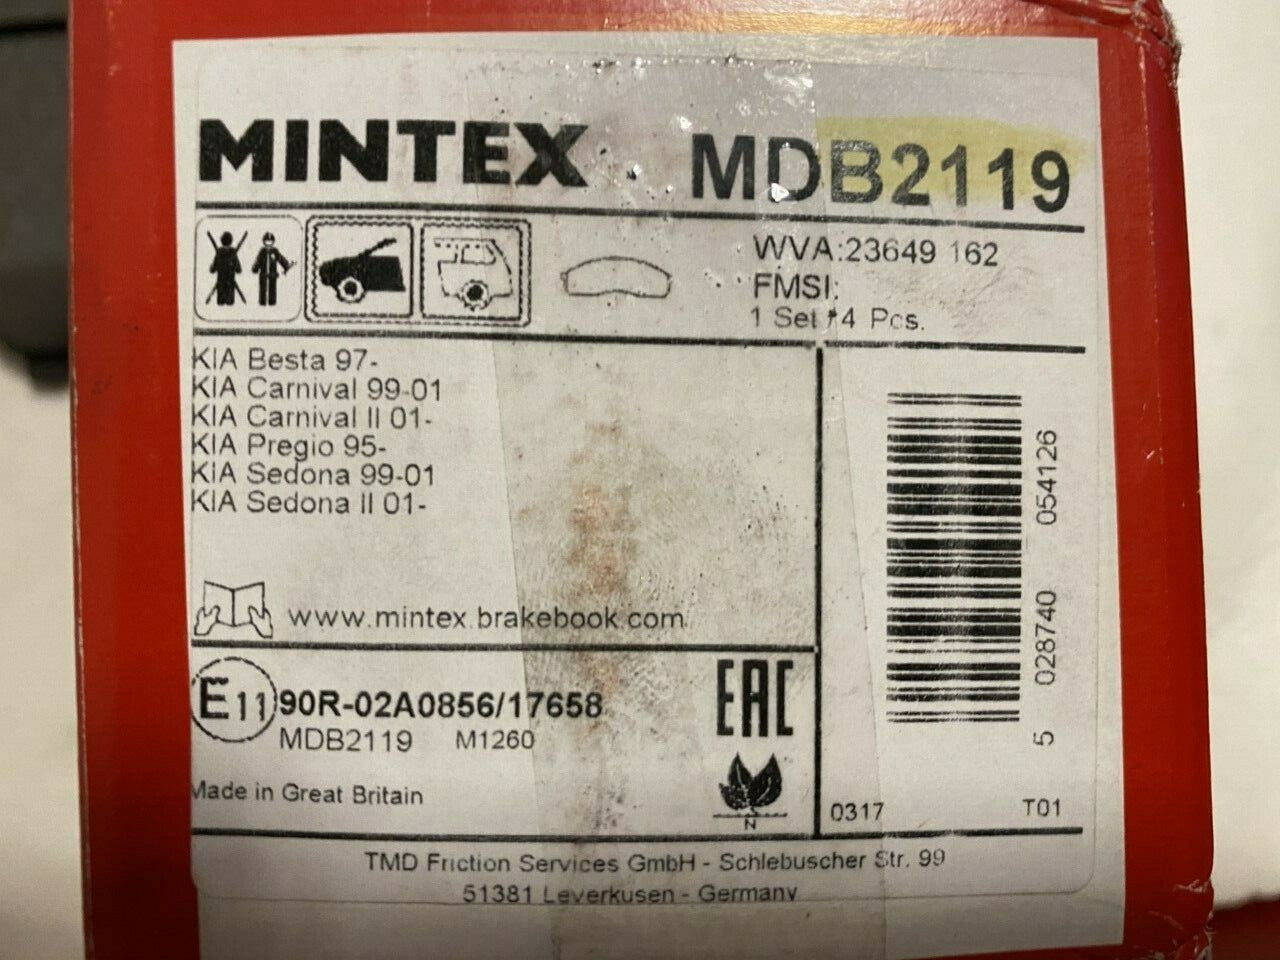 MINTEX. MDB2119
WVA:23649 162
FMSI:
1 Set *4 Pcs.
KIA Besta 97-
KIA Carnival 99-01
KIA Carnival II 01-
KIA Pregio 95-
KIA Sedona 99-01
KIA Sedona II 01-
www.mintex.brakebook.com
E11 90R-02A0856/17658
MDB2119 M1260
EAC
Made in Great Britain
N
5 028740 054126
0317 T01
TMD Friction Services GmbH - Schlebuscher Str. 99
51381 Leverkusen - Germany